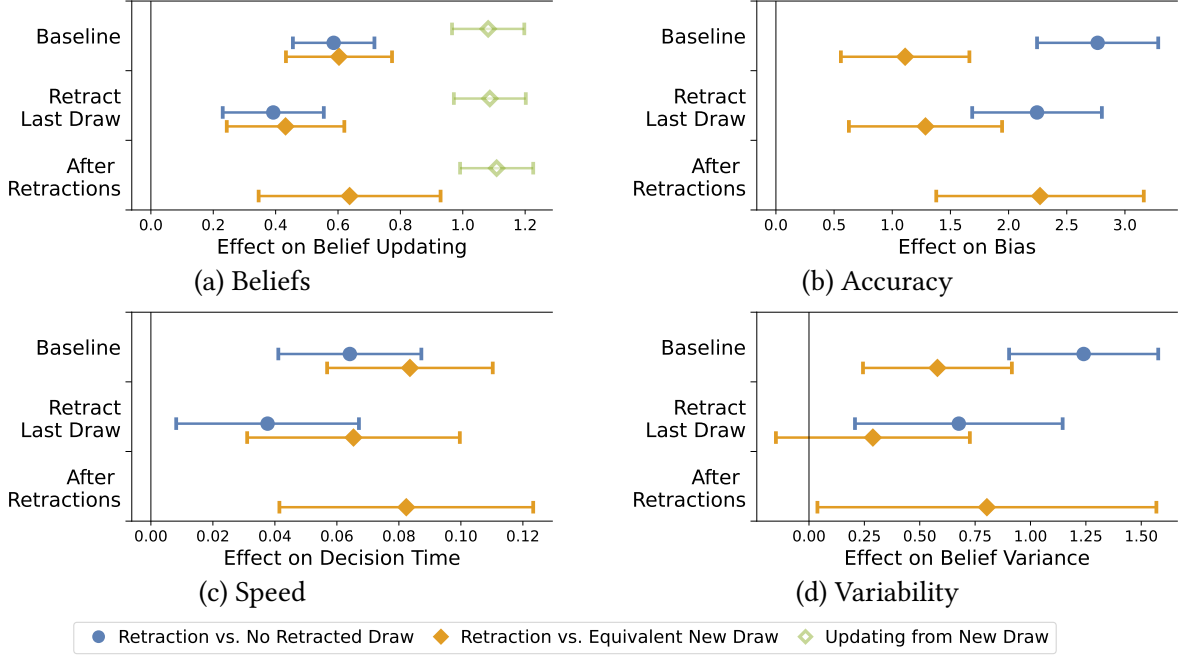 Baseline
Retract
Last Draw
After
Retractions
0.0 0.2 0.4 0.6 0.8 1.0 1.2
Effect on Belief Updating
(a) Beliefs
Baseline
Retract
Last Draw
After
Retractions
0.0 0.5 1.0 1.5 2.0 2.5 3.0
Effect on Bias
(b) Accuracy
Baseline
Retract
Last Draw
After
Retractions
0.00 0.02 0.04 0.06 0.08 0.10 0.12
Effect on Decision Time
(c) Speed
Baseline
Retract
Last Draw
After
Retractions
0.00 0.25 0.50 0.75 1.00 1.25 1.50
Effect on Belief Variance
(d) Variability
Retraction vs. No Retracted Draw Retraction vs. Equivalent New Draw Updating from New Draw